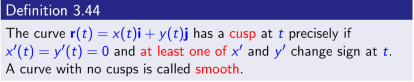 Definition 3.44
The curve r(t) = x(t)i + y(t)j has a cusp at t precisely if
x′(t) = y′(t) = 0 and at least one of x′ and y′ change sign at t.
A curve with no cusps is called smooth.